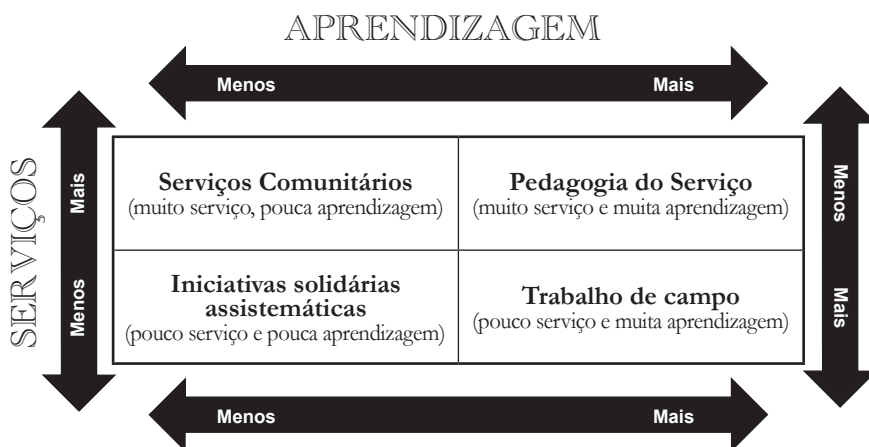 APRENDIZAGEM
Menos Mais
SERVIÇOS
Mais
Menos
Serviços Comunitários
(muito serviço, pouca aprendizagem)
Pedagogia do Serviço
(muito serviço e muita aprendizagem)
Menos
Mais
Iniciativas solidárias
assistemáticas
(pouco serviço e pouca aprendizagem)
Trabalho de campo
(pouco serviço e muita aprendizagem)
Menos Mais